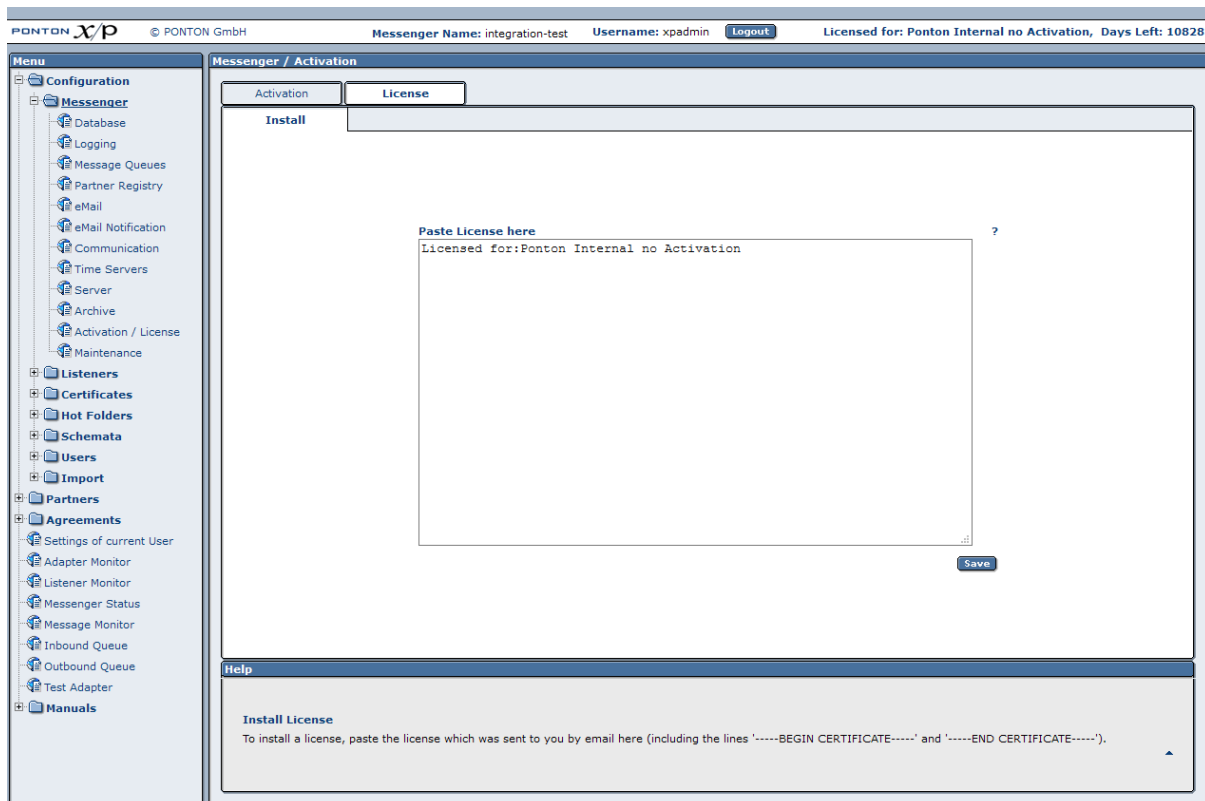 PONTON X/P © PONTON GmbH Messenger Name: integration-test Username: xpadmin Logout Licensed for: Ponton Internal no Activation, Days Left: 10828
Menu
Configuration
Messenger
Database
Logging
Message Queues
Partner Registry
eMail
eMail Notification
Communication
Time Servers
Server
Archive
Activation / License
Maintenance
Listeners
Certificates
Hot Folders
Schemata
Users
Import
Partners
Agreements
Settings of current User
Adapter Monitor
Listener Monitor
Messenger Status
Message Monitor
Inbound Queue
Outbound Queue
Test Adapter
Manuals
Messenger / Activation
Activation License
Install
Paste License here ?
Licensed for:Ponton Internal no Activation
Save
Help
Install License
To install a license, paste the license which was sent to you by email here (including the lines '-----BEGIN CERTIFICATE-----' and '-----END CERTIFICATE-----').